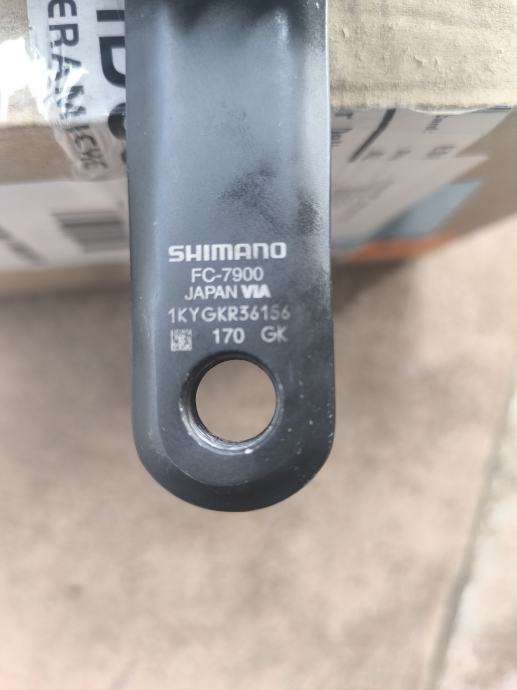 SHIMANO
FC-7900
JAPAN VIA
1KYGKR36156
170 GK